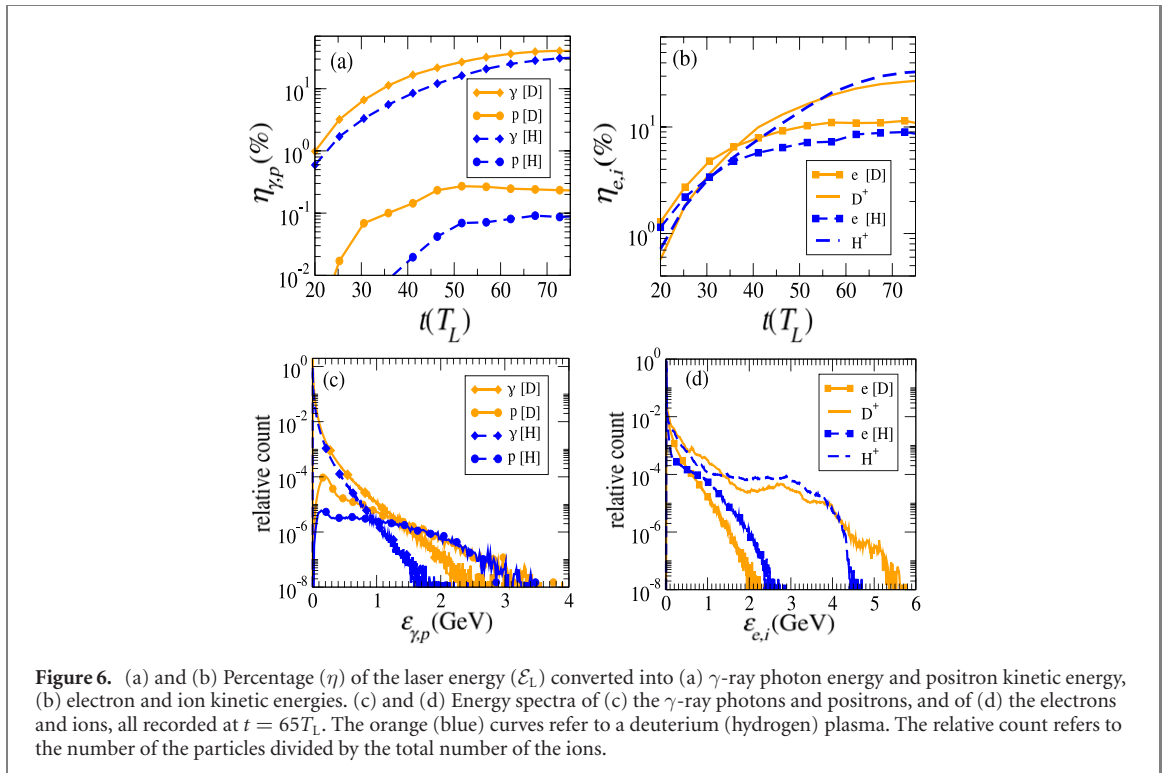 (a)
η_γ,p(%)
10^1
10^0
10^-1
10^-2
γ [D]
p [D]
γ [H]
p [H]
20 30 40 50 60 70
t(T_L)
(b)
η_e,i(%)
10^1
10^0
e [D]
D^+
e [H]
H^+
20 30 40 50 60 70
t(T_L)
(c)
relative count
10^0
10^-2
10^-4
10^-6
10^-8
γ [D]
p [D]
γ [H]
p [H]
0 1 2 3 4
ε_γ,p(GeV)
(d)
relative count
10^0
10^-2
10^-4
10^-6
10^-8
e [D]
D^+
e [H]
H^+
0 1 2 3 4 5 6
ε_e,i(GeV)
Figure 6. (a) and (b) Percentage (η) of the laser energy (ℰ_L) converted into (a) γ-ray photon energy and positron kinetic energy,
(b) electron and ion kinetic energies. (c) and (d) Energy spectra of (c) the γ-ray photons and positrons, and of (d) the electrons
and ions, all recorded at t = 65T_L. The orange (blue) curves refer to a deuterium (hydrogen) plasma. The relative count refers to
the number of the particles divided by the total number of the ions.